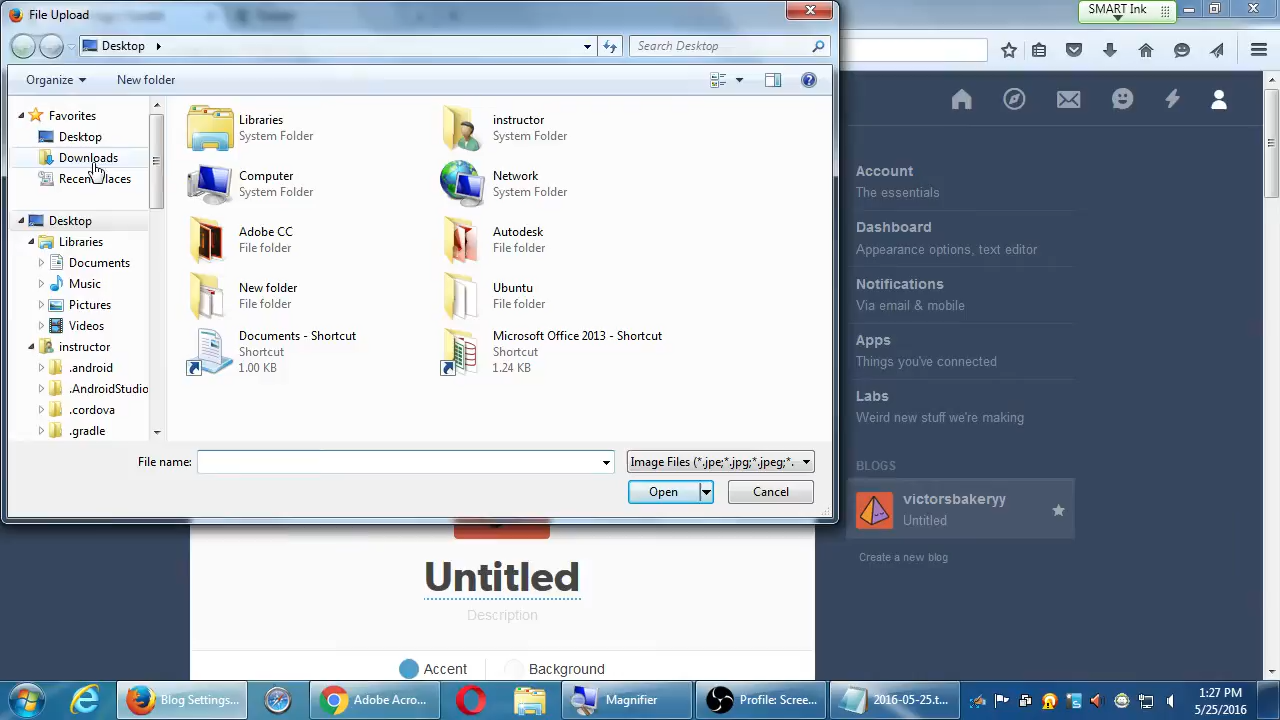 File Upload
SMART Ink
Desktop
Search Desktop
Organize
New folder
Favorites
Desktop
Downloads
Desktop
Libraries
Documents
Music
Pictures
Videos
instructor
.android
.AndroidStudio
.cordova
.gradle
Libraries
System Folder
instructor
System Folder
Computer
System Folder
Network
System Folder
Adobe CC
File folder
Autodesk
File folder
New folder
File folder
Ubuntu
File folder
Documents - Shortcut
Shortcut
1.00 KB
Microsoft Office 2013 - Shortcut
Shortcut
1.24 KB
File name:
Image Files (*.jpe;*.jpg;*.jpeg;*.
Open
Cancel
Account
The essentials
Dashboard
Appearance options, text editor
Notifications
Via email & mobile
Apps
Things you've connected
Labs
Weird new stuff we're making
BLOGS
victorsbakeryy
Untitled
Create a new blog
Untitled
Description
Accent
Background
Blog Settings...
Adobe Acro...
Magnifier
Profile: Scree...
2016-05-25.t...
1:27 PM
5/25/2016